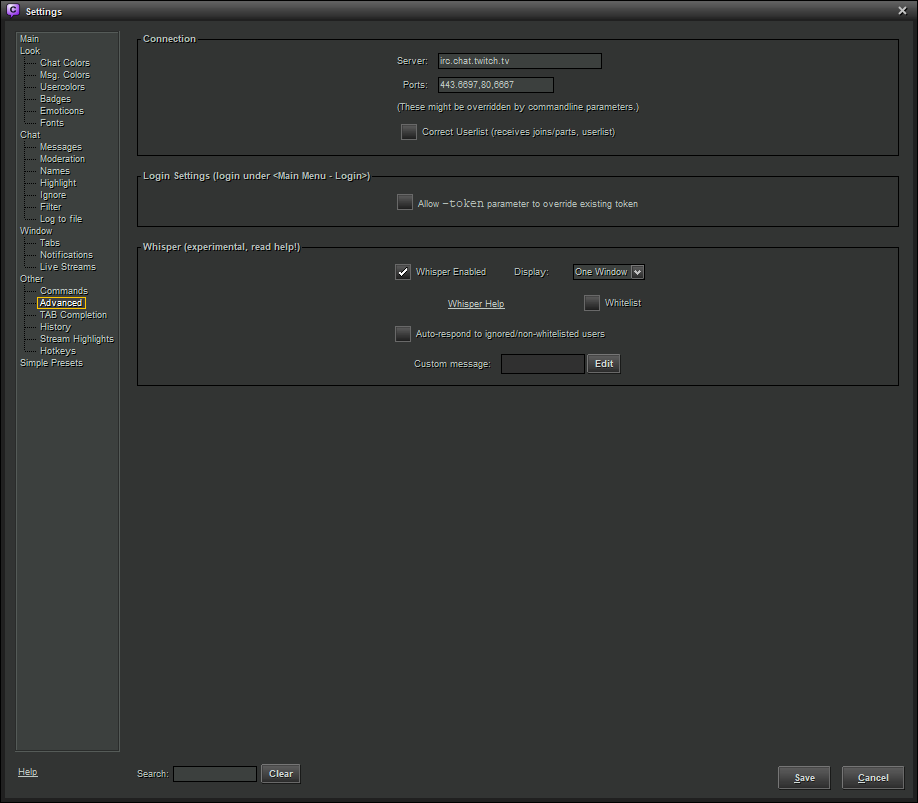 Settings
Main
Look
Chat Colors
Msg. Colors
Usercolors
Badges
Emoticons
Fonts
Chat
Messages
Moderation
Names
Highlight
Ignore
Filter
Log to file
Window
Tabs
Notifications
Live Streams
Other
Commands
Advanced
TAB Completion
History
Stream Highlights
Hotkeys
Simple Presets
Connection
Server: irc.chat.twitch.tv
Ports: 443,6697,80,6667
(These might be overridden by commandline parameters.)
Correct Userlist (receives joins/parts, userlist)
Login Settings (login under <Main Menu - Login>)
Allow -token parameter to override existing token
Whisper (experimental, read help!)
Whisper Enabled Display: One Window
Whisper Help Whitelist
Auto-respond to ignored/non-whitelisted users
Custom message: Edit
Help Search: Clear Save Cancel